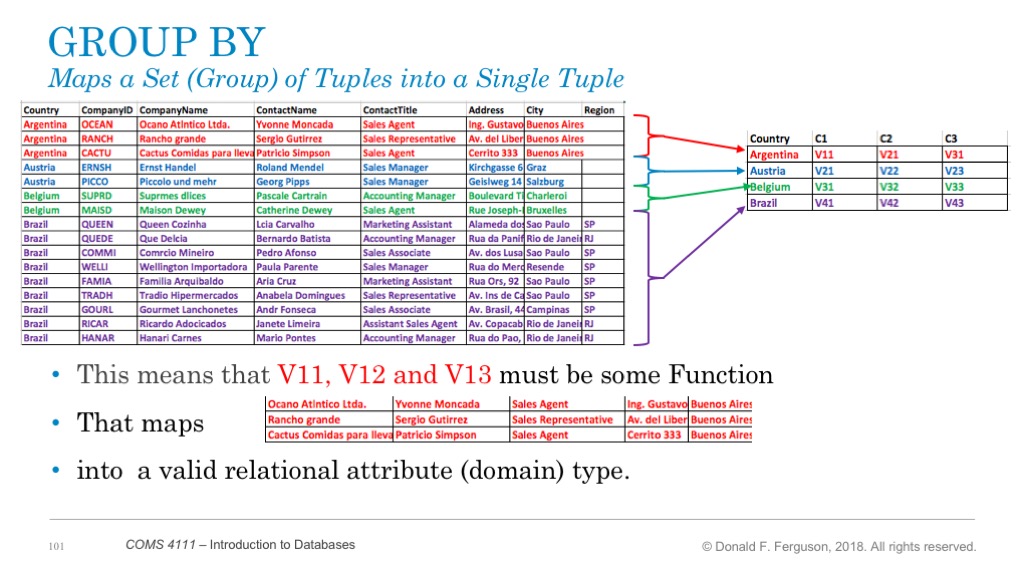 GROUP BY
Maps a Set (Group) of Tuples into a Single Tuple
Country CompanyID CompanyName ContactName ContactTitle Address City Region
Argentina OCEAN Ocano Atlntico Ltda. Yvonne Moncada Sales Agent Ing. Gustavo Buenos Aires
Argentina RANCH Rancho grande Sergio Gutirrez Sales Representative Av. del Liber Buenos Aires
Argentina CACTU Cactus Comidas para lleva Patricio Simpson Sales Agent Cerrito 333 Buenos Aires
Austria ERNSH Ernst Handel Roland Mendel Sales Manager Kirchgasse 6 Graz
Austria PICCO Piccolo und mehr Georg Pipps Sales Manager Geislweg 14 Salzburg
Belgium SUPRD Suprmes dlices Pascale Cartrain Accounting Manager Boulevard Ti Charleroi
Belgium MAISD Maison Dewey Catherine Dewey Sales Agent Rue Joseph- Bruxelles
Brazil QUEEN Queen Cozinha Lcia Carvalho Marketing Assistant Alameda dos Sao Paulo SP
Brazil QUEDE Que Delcia Bernardo Batista Accounting Manager Rua da Panif Rio de Janei RJ
Brazil COMMI Comrcio Mineiro Pedro Afonso Sales Associate Av. dos Lusa Sao Paulo SP
Brazil WELLI Wellington Importadora Paula Parente Sales Manager Rua do Merc Resende SP
Brazil FAMIA Familia Arquibaldo Aria Cruz Marketing Assistant Rua Ors, 92 Sao Paulo SP
Brazil TRADH Tradio Hipermercados Anabela Domingues Sales Representative Av. Ins de Ca Sao Paulo SP
Brazil GOURL Gourmet Lanchonetes Andr Fonseca Sales Associate Av. Brasil, 44 Campinas SP
Brazil RICAR Ricardo Adocicados Janete Limeira Assistant Sales Agent Av. Copacab Rio de Janei RJ
Brazil HANAR Hanari Carnes Mario Pontes Accounting Manager Rua do Pao, Rio de Janei RJ
Country C1 C2 C3
Argentina V11 V21 V31
Austria V21 V22 V23
Belgium V31 V32 V33
Brazil V41 V42 V43
• This means that V11, V12 and V13 must be some Function
• That maps
Ocano Atlntico Ltda. Yvonne Moncada Sales Agent Ing. Gustavo Buenos Aires
Rancho grande Sergio Gutirrez Sales Representative Av. del Liber Buenos Aires
Cactus Comidas para lleva Patricio Simpson Sales Agent Cerrito 333 Buenos Aires
• into a valid relational attribute (domain) type.
101 COMS 4111 – Introduction to Databases © Donald F. Ferguson, 2018. All rights reserved.